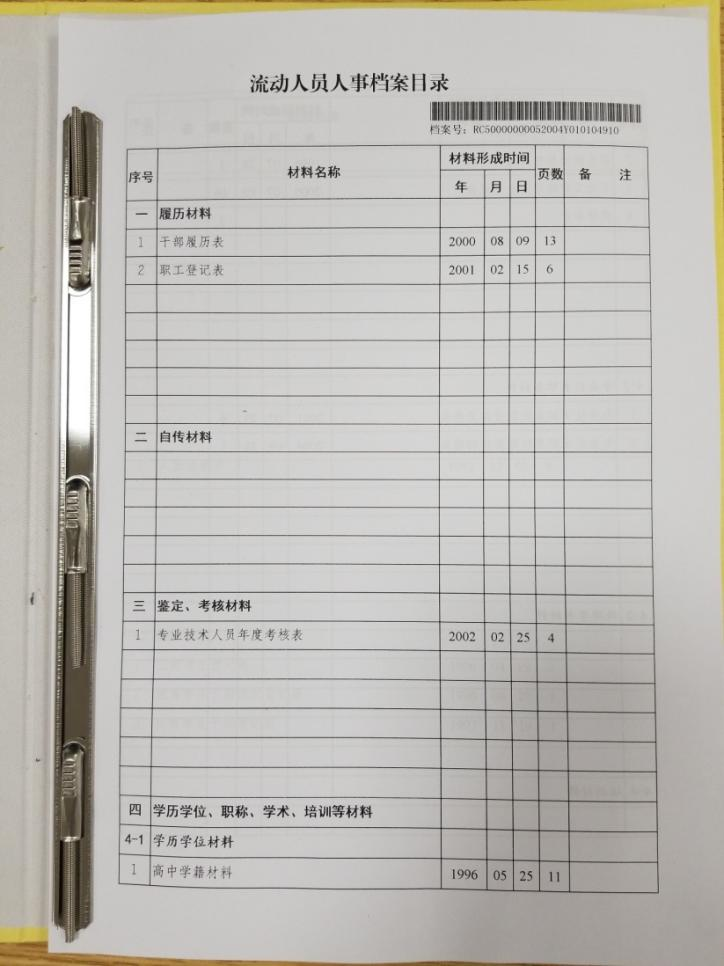 流动人员人事档案目录
档案号: RC50000000052004Y010104910
序号 材料名称 材料形成时间 页数 备 注
年 月 日
一 履历材料
1 干部履历表 2000 08 09 13
2 职工登记表 2001 02 15 6
二 自传材料
三 鉴定、考核材料
1 专业技术人员年度考核表 2002 02 25 4
四 学历学位、职称、学术、培训等材料
4-1 学历学位材料
1 高中学籍材料 1996 05 25 11